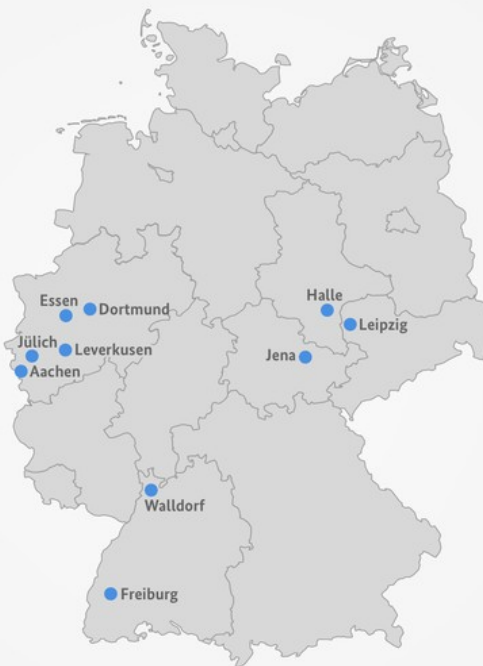 Essen
Dortmund
Halle
Leipzig
Jülich
Leverkusen
Jena
Aachen
Walldorf
Freiburg